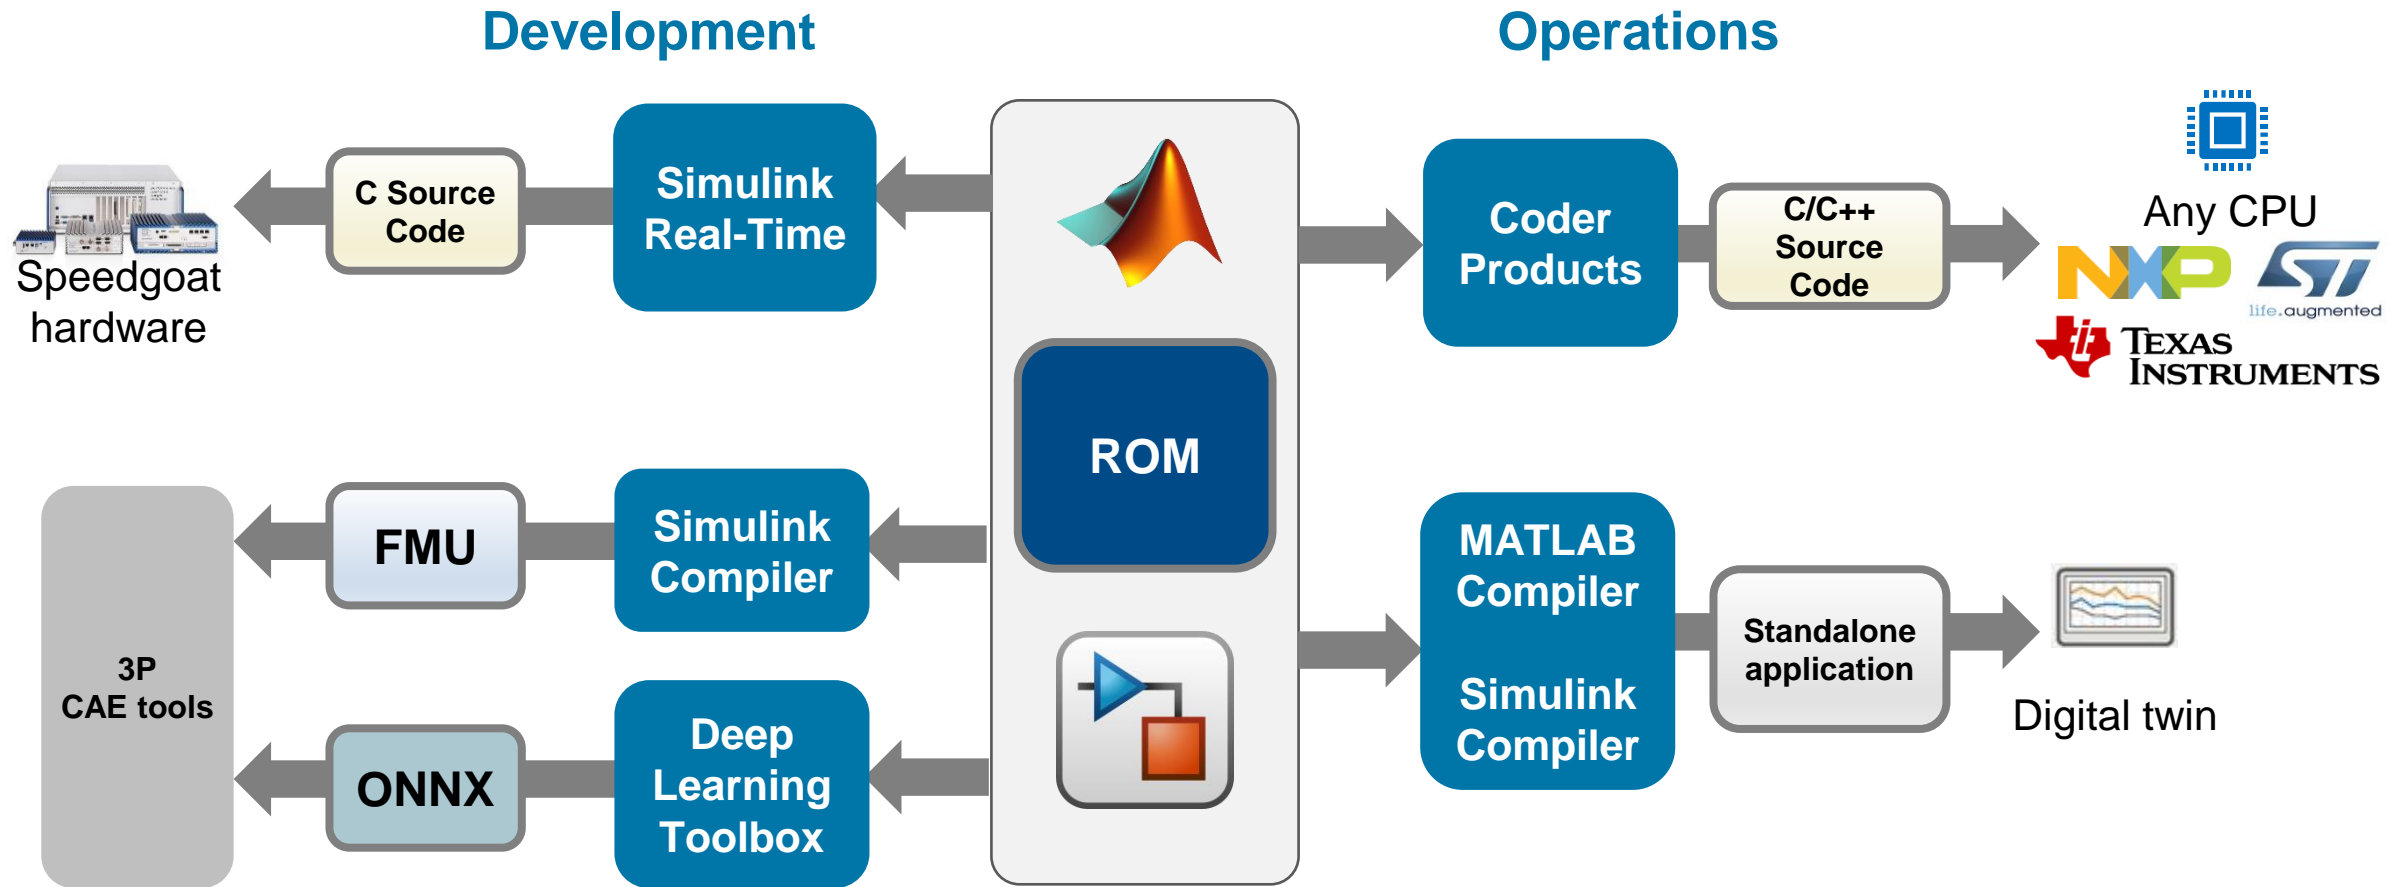 Development
Operations
Speedgoat
hardware
C Source
Code
Simulink
Real-Time
Coder
Products
C/C++
Source
Code
Any CPU
NXP
ST
life.augmented
TEXAS
INSTRUMENTS
ROM
3P
CAE tools
FMU
Simulink
Compiler
ONNX
Deep
Learning
Toolbox
MATLAB
Compiler
Simulink
Compiler
Standalone
application
Digital twin